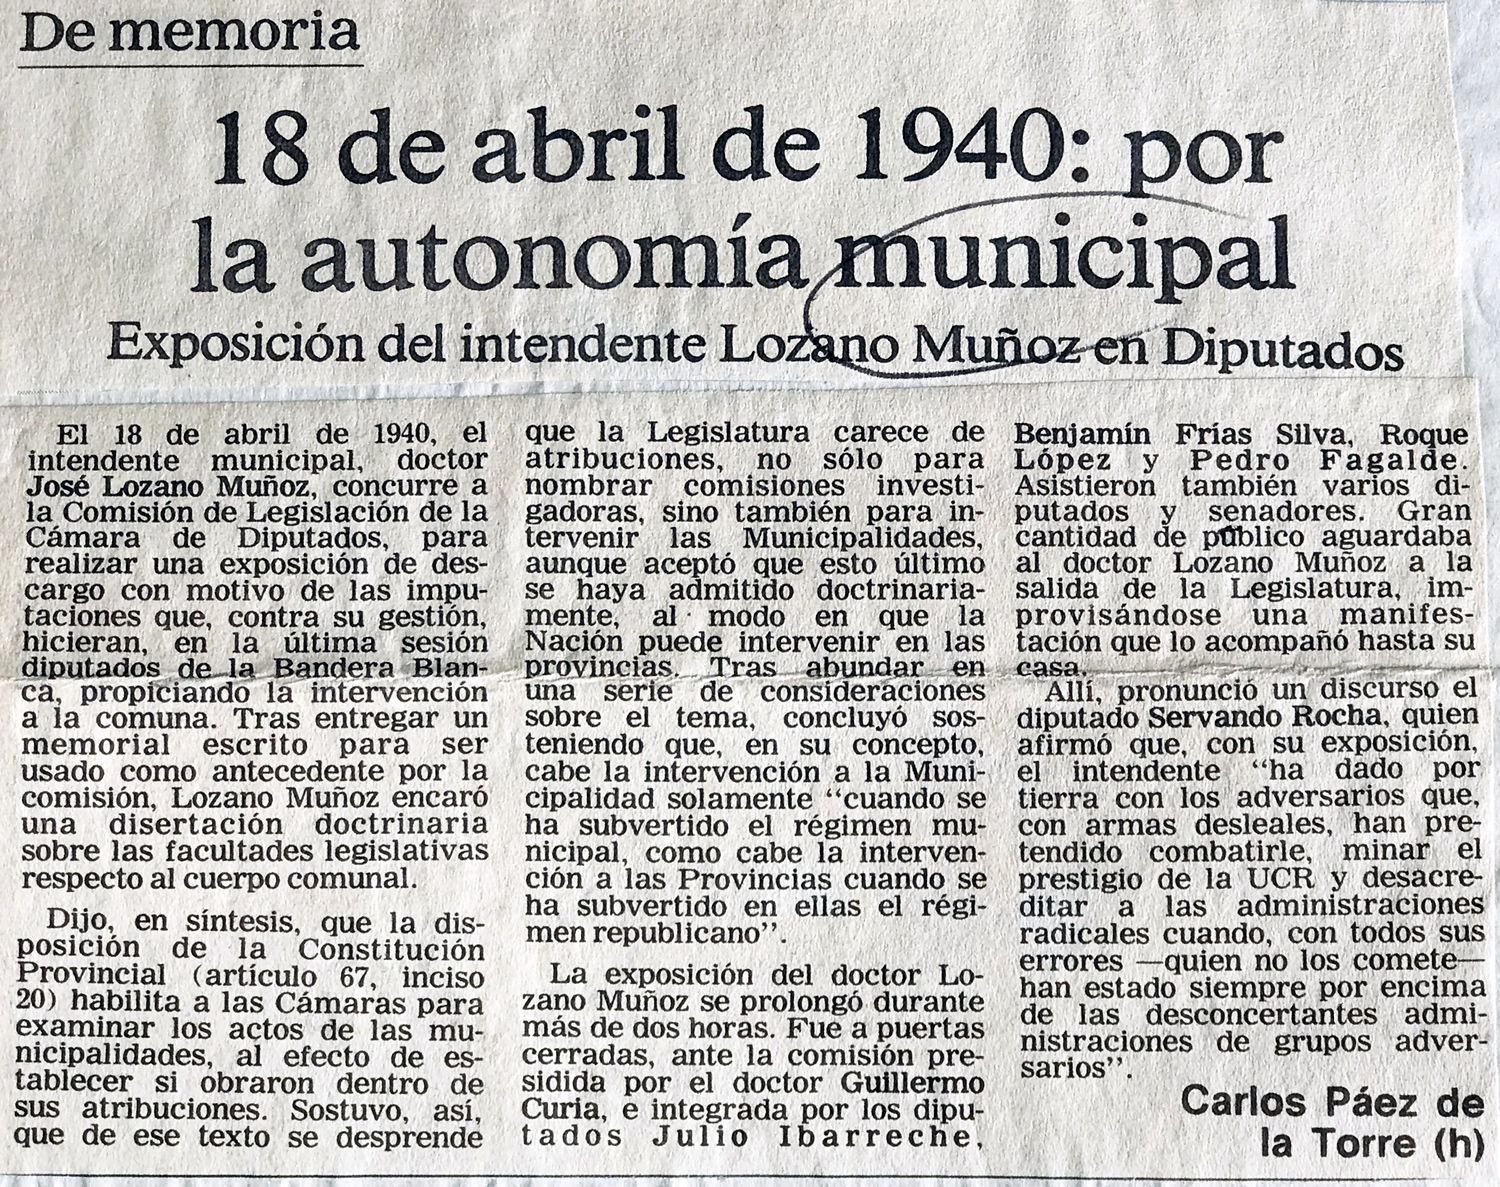 De memoria
18 de abril de 1940: por
la autonomía municipal
Exposición del intendente Lozano Muñoz en Diputados
El 18 de abril de 1940, el
intendente municipal, doctor
José Lozano Muñoz, concurre a
la Comisión de Legislación de la
Cámara de Diputados, para
realizar una exposición de des-
cargo con motivo de las impu-
taciones que, contra su gestión,
hicieran, en la última sesión
diputados de la Bandera Blan-
ca, propiciando la intervención
a la comuna. Tras entregar un
memorial escrito para ser
usado como antecedente por la
comisión, Lozano Muñoz encaró
una disertación doctrinaria
sobre las facultades legislativas
respecto al cuerpo comunal.
Dijo, en síntesis, que la dis-
posición de la Constitución
Provincial (artículo 67, inciso
20) habilita a las Cámaras para
examinar los actos de las mu-
nicipalidades, al efecto de es-
tablecer si obraron dentro de
sus atribuciones. Sostuvo, así,
que de ese texto se desprende
que la Legislatura carece de
atribuciones, no sólo para
nombrar comisiones investi-
gadoras, sino también para in-
tervenir las Municipalidades,
aunque aceptó que esto último
se haya admitido doctrinaria-
mente, al modo en que la
Nación puede intervenir en las
provincias. Tras abundar en
una serie de consideraciones
sobre el tema, concluyó sos-
teniendo que, en su concepto,
cabe la intervención a la Muni-
cipalidad solamente “cuando se
ha subvertido el régimen mu-
nicipal, como cabe la interven-
ción a las Provincias cuando se
ha subvertido en ellas el régi-
men republicano”.
La exposición del doctor Lo-
zano Muñoz se prolongó durante
más de dos horas. Fue a puertas
cerradas, ante la comisión pre-
sidida por el doctor Guillermo
Curia, e integrada por los dipu-
tados Julio Ibarreche,
Benjamín Frías Silva, Roque
López y Pedro Fagalde.
Asistieron también varios di-
putados y senadores. Gran
cantidad de público aguardaba
al doctor Lozano Muñoz a la
salida de la Legislatura, im-
provisándose una manifes-
tación que lo acompañó hasta su
casa.
Allí, pronunció un discurso el
diputado Servando Rocha, quien
afirmó que, con su exposición,
el intendente “ha dado por
tierra con los adversarios que,
con armas desleales, han pre-
tendido combatirle, minar el
prestigio de la UCR y desacre-
ditar a las administraciones
radicales cuando, con todos sus
errores —quien no los comete—
han estado siempre por encima
de las desconcertantes admi-
nistraciones de grupos adver-
sarios”.
Carlos Páez de
la Torre (h)